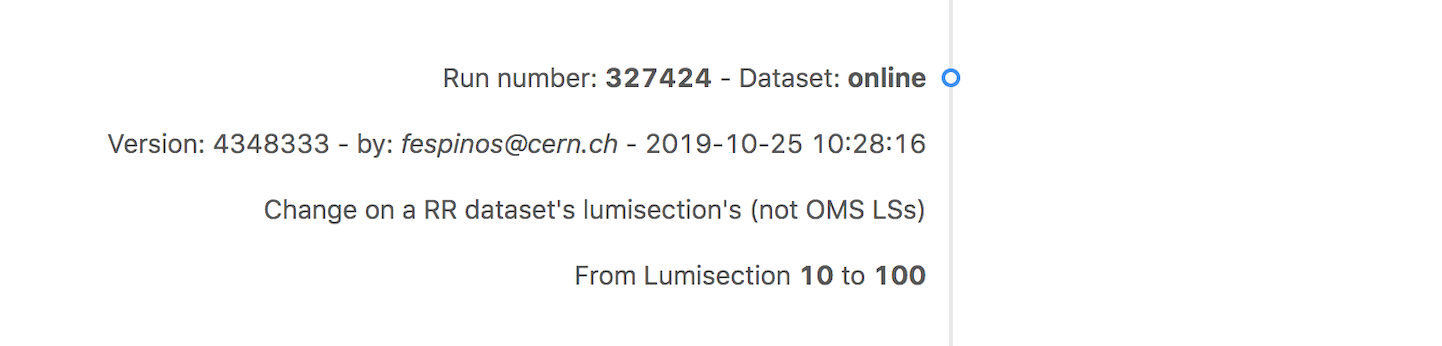 Run number: 327424 - Dataset: online
Version: 4348333 - by: fespinos@cern.ch - 2019-10-25 10:28:16
Change on a RR dataset's lumisection's (not OMS LSs)
From Lumisection 10 to 100